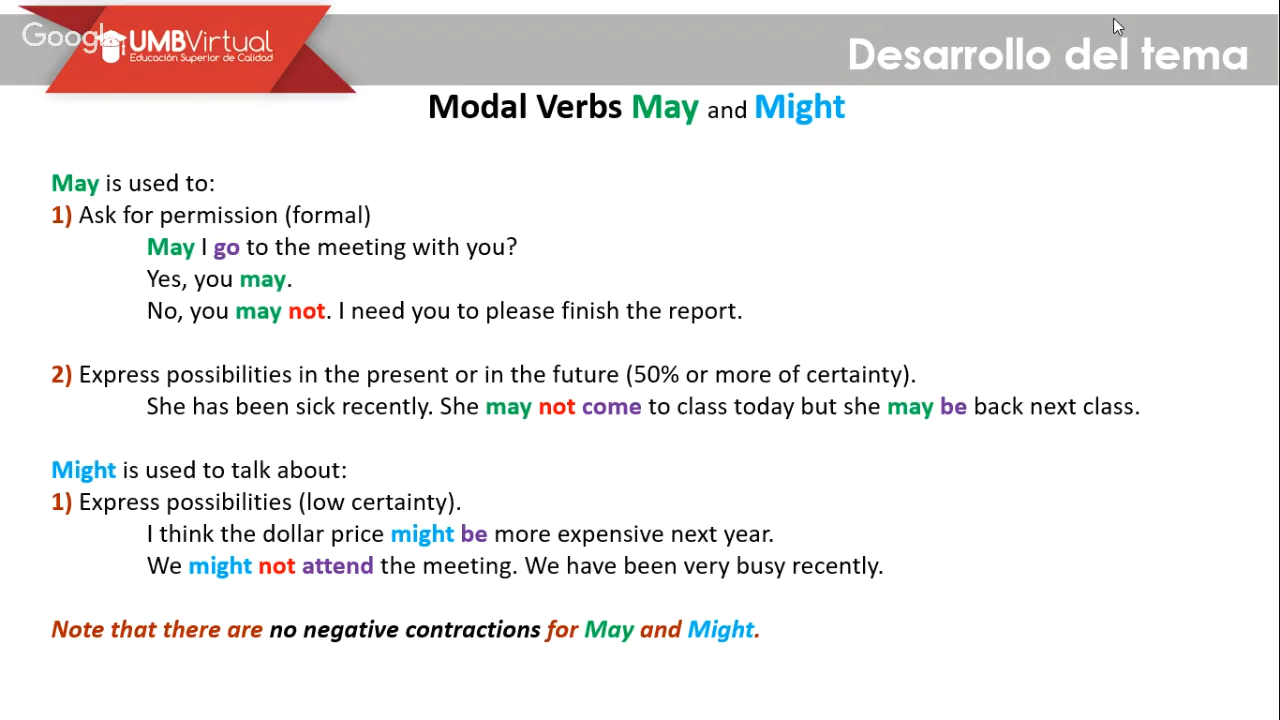 Google
UMBVirtual
Educación Superior de Calidad
Desarrollo del tema
Modal Verbs May and Might
May is used to:
1) Ask for permission (formal)
May I go to the meeting with you?
Yes, you may.
No, you may not. I need you to please finish the report.
2) Express possibilities in the present or in the future (50% or more of certainty).
She has been sick recently. She may not come to class today but she may be back next class.
Might is used to talk about:
1) Express possibilities (low certainty).
I think the dollar price might be more expensive next year.
We might not attend the meeting. We have been very busy recently.
Note that there are no negative contractions for May and Might.